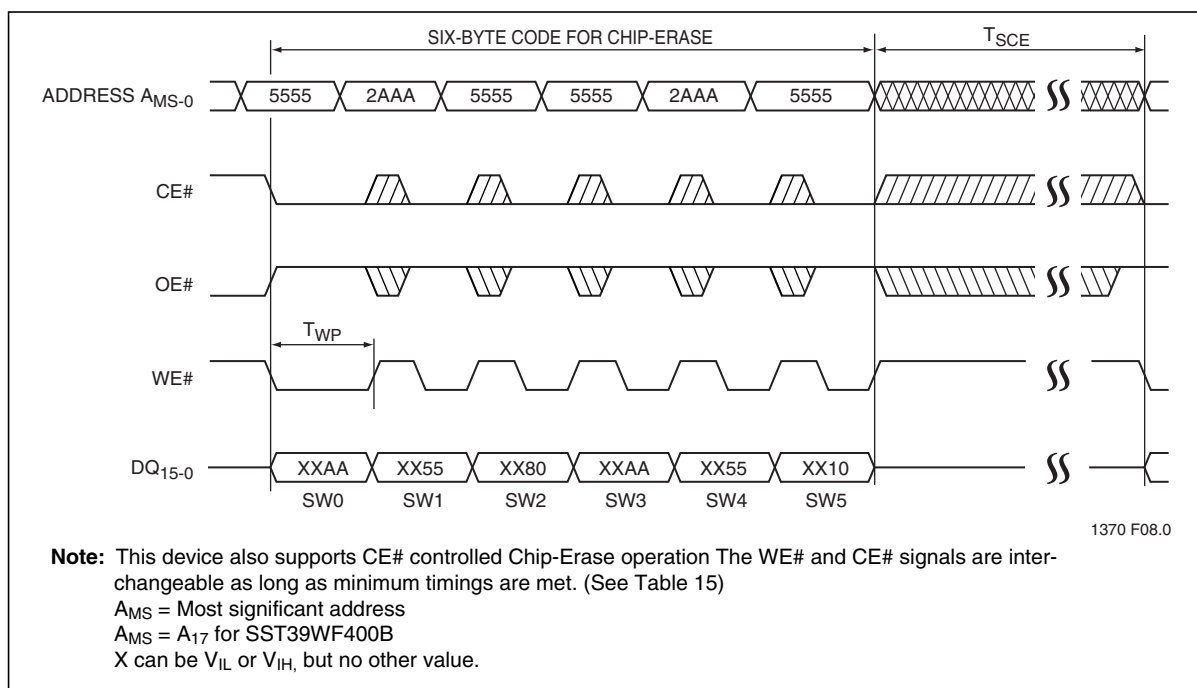 SIX-BYTE CODE FOR CHIP-ERASE
TSCE
ADDRESS AMS-0
5555 2AAA 5555 5555 2AAA 5555
CE#
OE#
TWP
WE#
DQ15-0
XXAA XX55 XX80 XXAA XX55 XX10
SW0 SW1 SW2 SW3 SW4 SW5
1370 F08.0
Note: This device also supports CE# controlled Chip-Erase operation The WE# and CE# signals are inter-
changeable as long as minimum timings are met. (See Table 15)
AMS = Most significant address
AMS = A17 for SST39WF400B
X can be VIL or VIH, but no other value.